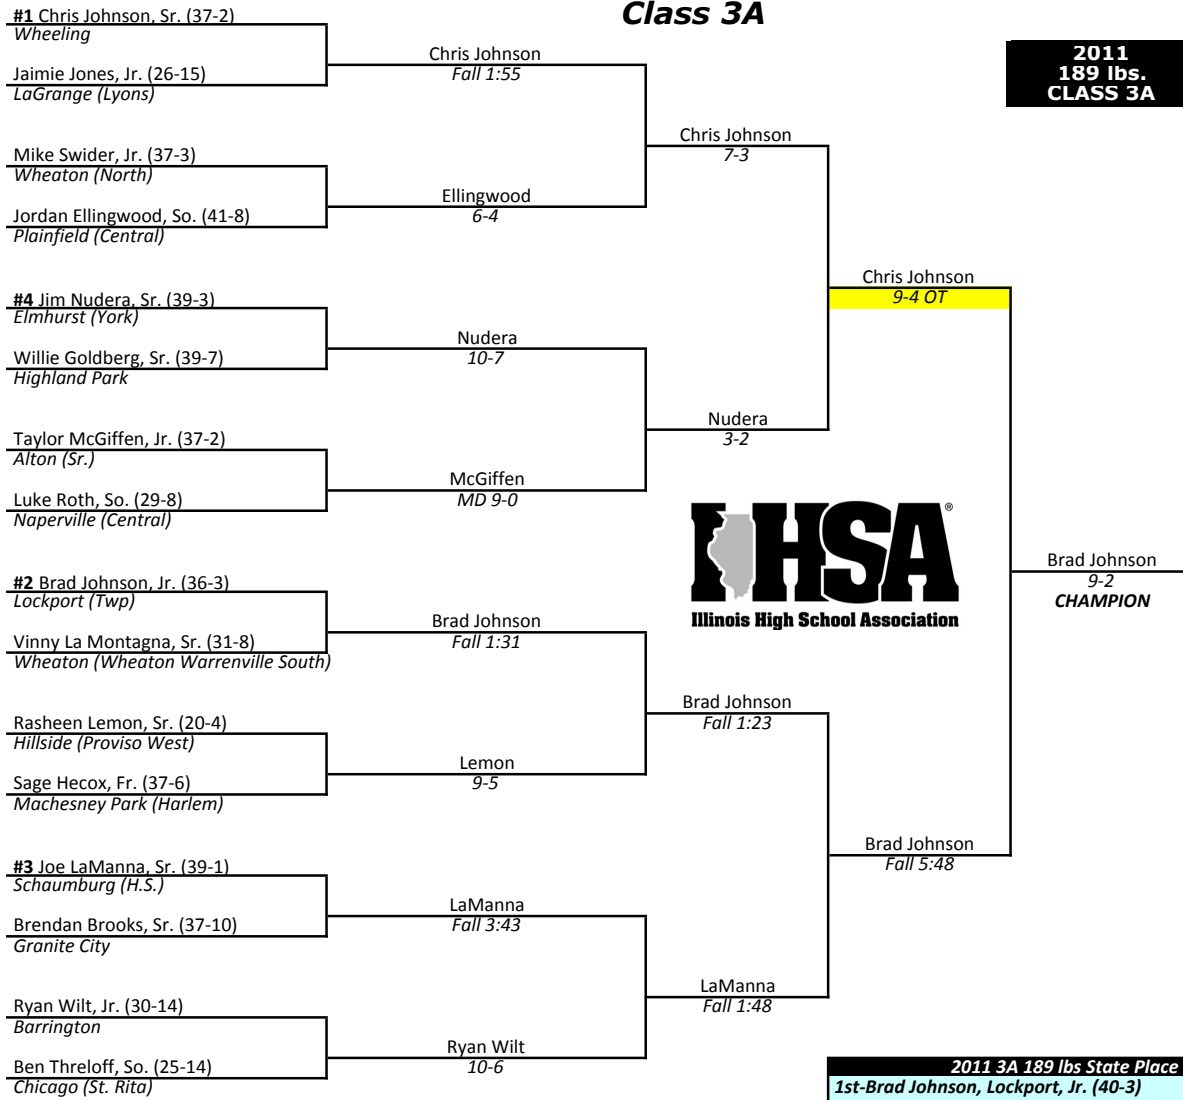 Class 3A
2011
189 lbs.
CLASS 3A
#1 Chris Johnson, Sr. (37-2)
Wheeling
Chris Johnson
Fall 1:55
Jaimie Jones, Jr. (26-15)
LaGrange (Lyons)
Chris Johnson
7-3
Mike Swider, Jr. (37-3)
Wheaton (North)
Ellingwood
6-4
Jordan Ellingwood, So. (41-8)
Plainfield (Central)
Chris Johnson
9-4 OT
#4 Jim Nudera, Sr. (39-3)
Elmhurst (York)
Nudera
10-7
Willie Goldberg, Sr. (39-7)
Highland Park
Nudera
3-2
Taylor McGiffen, Jr. (37-2)
Alton (Sr.)
McGiffen
MD 9-0
Luke Roth, So. (29-8)
Naperville (Central)
IHSA®
Illinois High School Association
Brad Johnson
9-2
CHAMPION
#2 Brad Johnson, Jr. (36-3)
Lockport (Twp)
Brad Johnson
Fall 1:31
Vinny La Montagna, Sr. (31-8)
Wheaton (Wheaton Warrenville South)
Brad Johnson
Fall 1:23
Rasheen Lemon, Sr. (20-4)
Hillside (Proviso West)
Lemon
9-5
Sage Hecox, Fr. (37-6)
Machesney Park (Harlem)
Brad Johnson
Fall 5:48
#3 Joe LaManna, Sr. (39-1)
Schaumburg (H.S.)
LaManna
Fall 3:43
Brendan Brooks, Sr. (37-10)
Granite City
LaManna
Fall 1:48
Ryan Wilt, Jr. (30-14)
Barrington
Ryan Wilt
10-6
Ben Threloff, So. (25-14)
Chicago (St. Rita)
2011 3A 189 lbs State Place
1st-Brad Johnson, Lockport, Jr. (40-3)